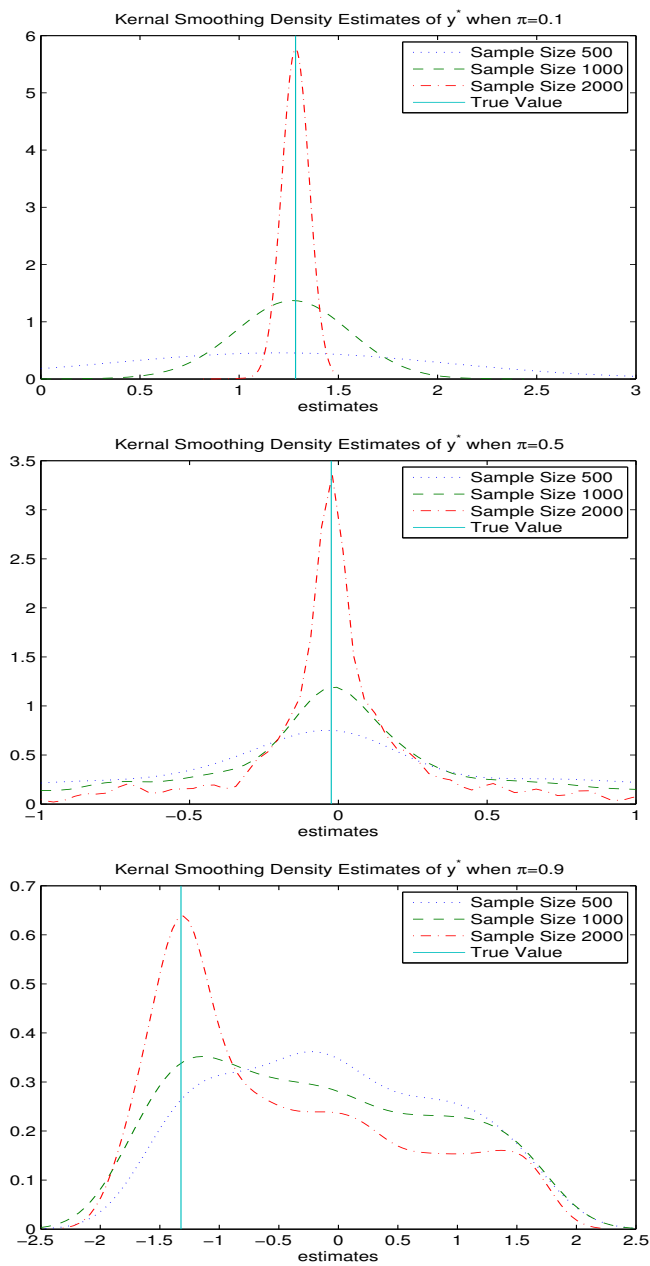 Kernal Smoothing Density Estimates of y* when π=0.1
6
5
4
3
2
1
0
Sample Size 500
Sample Size 1000
Sample Size 2000
True Value
0 0.5 1 1.5 2 2.5 3
estimates
Kernal Smoothing Density Estimates of y* when π=0.5
3.5
3
2.5
2
1.5
1
0.5
0
Sample Size 500
Sample Size 1000
Sample Size 2000
True Value
−1 −0.5 0 0.5 1
estimates
Kernal Smoothing Density Estimates of y* when π=0.9
0.7
0.6
0.5
0.4
0.3
0.2
0.1
0
Sample Size 500
Sample Size 1000
Sample Size 2000
True Value
−2.5 −2 −1.5 −1 −0.5 0 0.5 1 1.5 2 2.5
estimates